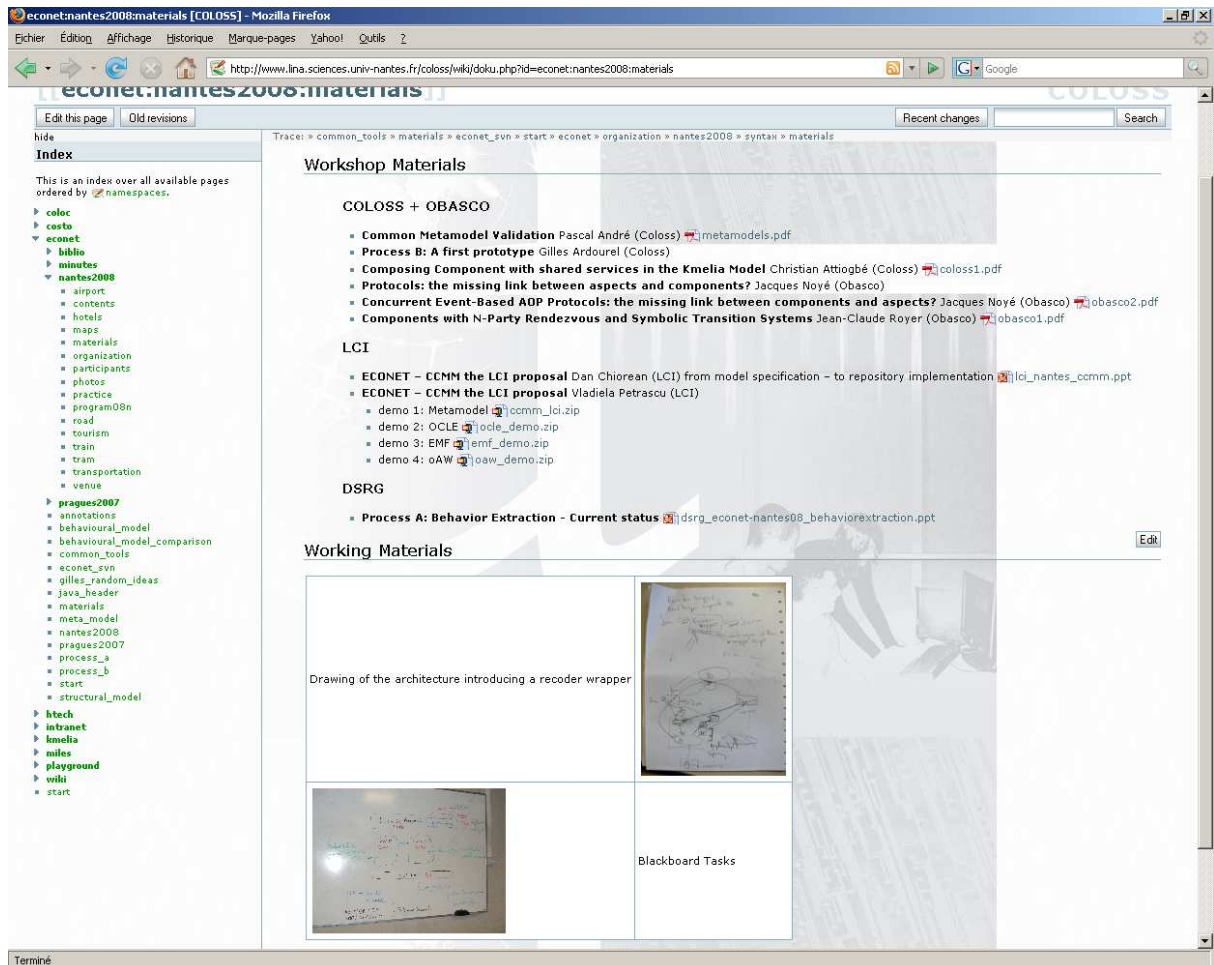 econet:nantes2008:materials [COLOSS] - Mozilla Firefox
Fichier Édition Affichage Historique Marque-pages Yahoo! Outils ?
http://www.lina.sciences.univ-nantes.fr/coloss/wiki/doku.php?id=econet:nantes2008:materials
Google
[[econet:nantes2008:materials]]
COLOSS
Edit this page Old revisions
Recent changes Search
hide
Trace: » common_tools » materials » econet_svn » start » econet » organization » nantes2008 » syntax » materials
Index
This is an index over all available pages
ordered by namespaces.
coloc
costo
econet
biblio
minutes
nantes2008
airport
contents
hotels
maps
materials
organization
participants
photos
practice
program08n
road
tourism
train
tram
transportation
venue
pragues2007
annotations
behavioural_model
behavioural_model_comparison
common_tools
econet_svn
gilles_random_ideas
java_header
materials
meta_model
nantes2008
pragues2007
process_a
process_b
start
structural_model
htech
intranet
kmelia
miles
playground
wiki
start
Workshop Materials
COLOSS + OBASCO
Common Metamodel Validation Pascal André (Coloss) metamodels.pdf
Process B: A first prototype Gilles Ardourel (Coloss)
Composing Component with shared services in the Kmelia Model Christian Attiogbé (Coloss) coloss1.pdf
Protocols: the missing link between aspects and components? Jacques Noyé (Obasco)
Concurrent Event-Based AOP Protocols: the missing link between components and aspects? Jacques Noyé (Obasco) obasco2.pdf
Components with N-Party Rendezvous and Symbolic Transition Systems Jean-Claude Royer (Obasco) obasco1.pdf
LCI
ECONET – CCMM the LCI proposal Dan Chiorean (LCI) from model specification – to repository implementation lci_nantes_ccmm.ppt
ECONET – CCMM the LCI proposal Vladiela Petrascu (LCI)
demo 1: Metamodel ccmm_lci.zip
demo 2: OCLE ocle_demo.zip
demo 3: EMF emf_demo.zip
demo 4: oAW oaw_demo.zip
DSRG
Process A: Behavior Extraction - Current status dsrg_econet-nantes08_behaviorextraction.ppt
Edit
Working Materials
Drawing of the architecture introducing a recoder wrapper
Blackboard Tasks
Terminé